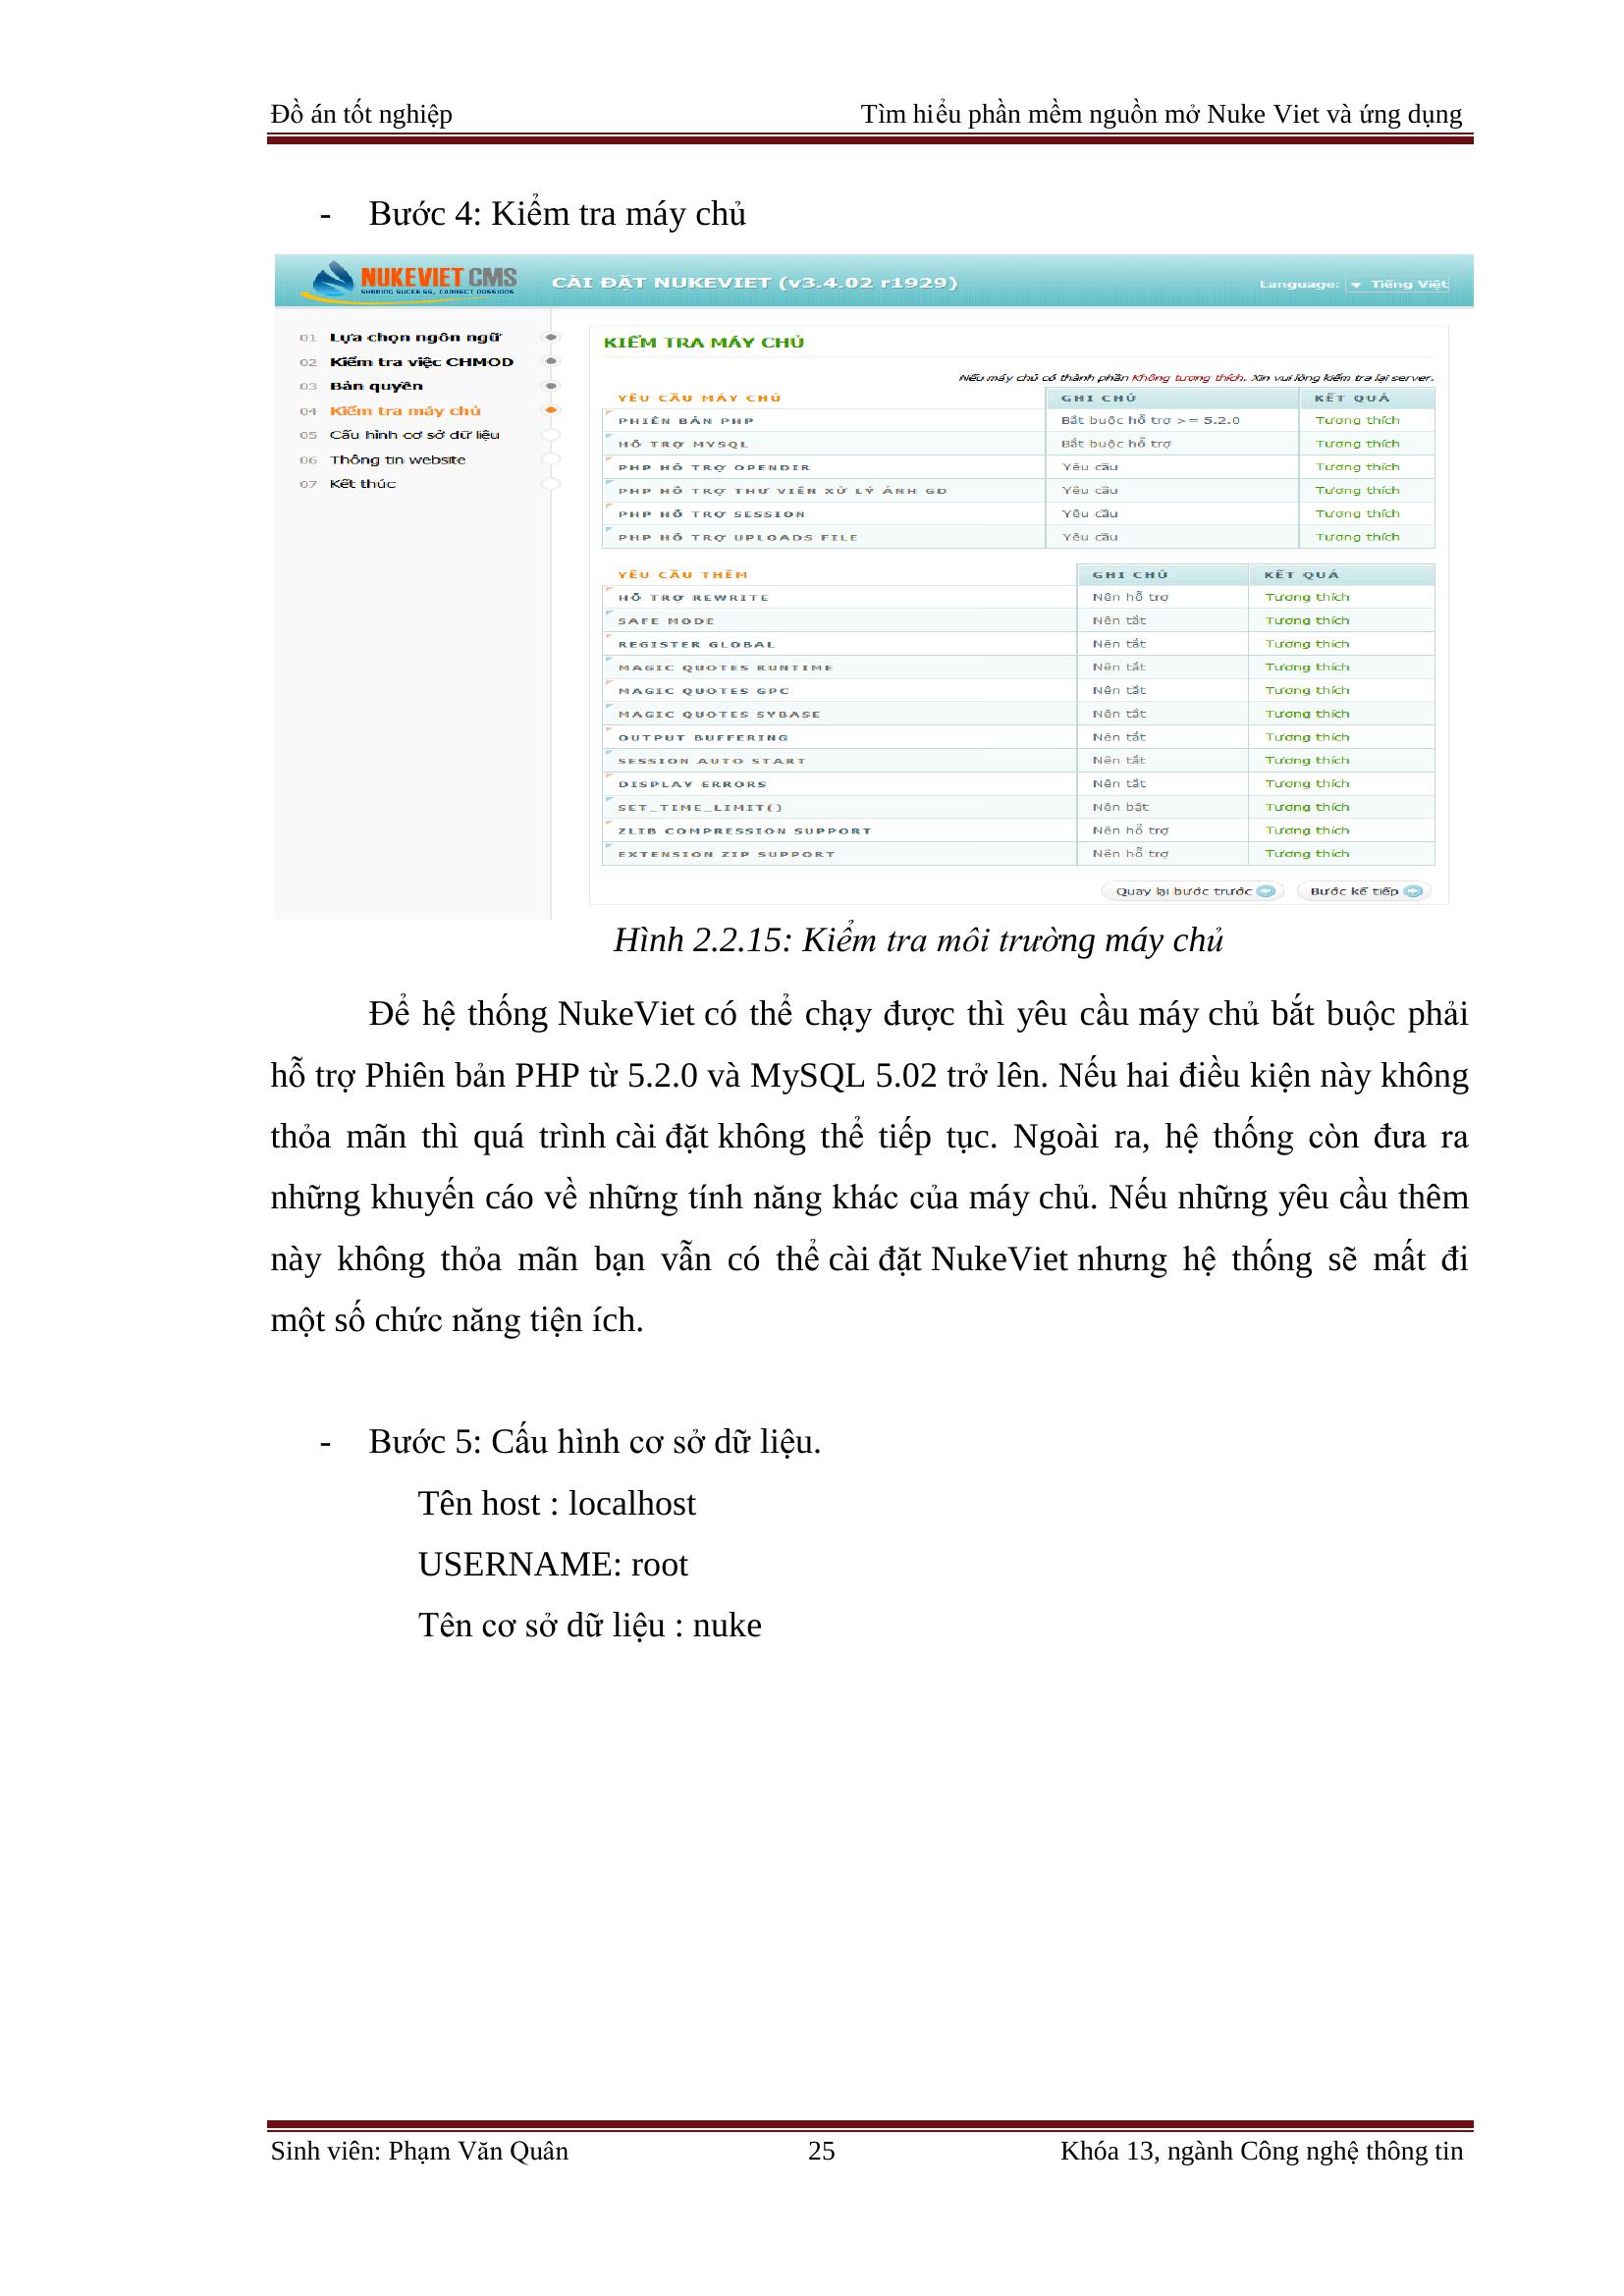 Đồ án tốt nghiệp Tìm hiểu phần mềm nguồn mở Nuke Viet và ứng dụng
- Bước 4: Kiểm tra máy chủ
NUKEVIET CMS
CÀI ĐẶT NUKEVIET (v3.4.02 r1929)
Language: Tiếng Việt
01 Lựa chọn ngôn ngữ
02 Kiểm tra việc CHMOD
03 Bản quyền
04 Kiểm tra máy chủ
05 Cấu hình cơ sở dữ liệu
06 Thông tin website
07 Kết thúc
KIỂM TRA MÁY CHỦ
Nếu máy chủ có thành phần Không tương thích. Xin vui lòng kiểm tra lại server.
YÊU CẦU MÁY CHỦ GHI CHÚ KẾT QUẢ
PHIÊN BẢN PHP Bắt buộc hỗ trợ >= 5.2.0 Tương thích
HỖ TRỢ MYSQL Bắt buộc hỗ trợ Tương thích
PHP HỖ TRỢ OPENDIR Yêu cầu Tương thích
PHP HỖ TRỢ THƯ VIỆN XỬ LÝ ẢNH GD Yêu cầu Tương thích
PHP HỖ TRỢ SESSION Yêu cầu Tương thích
PHP HỖ TRỢ UPLOADS FILE Yêu cầu Tương thích
YÊU CẦU THÊM GHI CHÚ KẾT QUẢ
HỖ TRỢ REWRITE Nên hỗ trợ Tương thích
SAFE MODE Nên tắt Tương thích
REGISTER GLOBAL Nên tắt Tương thích
MAGIC QUOTES RUNTIME Nên tắt Tương thích
MAGIC QUOTES GPC Nên tắt Tương thích
MAGIC QUOTES SYBASE Nên tắt Tương thích
OUTPUT BUFFERING Nên tắt Tương thích
SESSION AUTO START Nên tắt Tương thích
DISPLAY ERRORS Nên tắt Tương thích
SET_TIME_LIMIT() Nên bật Tương thích
ZLIB COMPRESSION SUPPORT Nên hỗ trợ Tương thích
EXTENSION ZIP SUPPORT Nên hỗ trợ Tương thích
Quay lại bước trước Bước kế tiếp
Hình 2.2.15: Kiểm tra môi trường máy chủ
Để hệ thống NukeViet có thể chạy được thì yêu cầu máy chủ bắt buộc phải
hỗ trợ Phiên bản PHP từ 5.2.0 và MySQL 5.02 trở lên. Nếu hai điều kiện này không
thỏa mãn thì quá trình cài đặt không thể tiếp tục. Ngoài ra, hệ thống còn đưa ra
những khuyến cáo về những tính năng khác của máy chủ. Nếu những yêu cầu thêm
này không thỏa mãn bạn vẫn có thể cài đặt NukeViet nhưng hệ thống sẽ mất đi
một số chức năng tiện ích.
- Bước 5: Cấu hình cơ sở dữ liệu.
Tên host : localhost
USERNAME: root
Tên cơ sở dữ liệu : nuke
Sinh viên: Phạm Văn Quân 25 Khóa 13, ngành Công nghệ thông tin